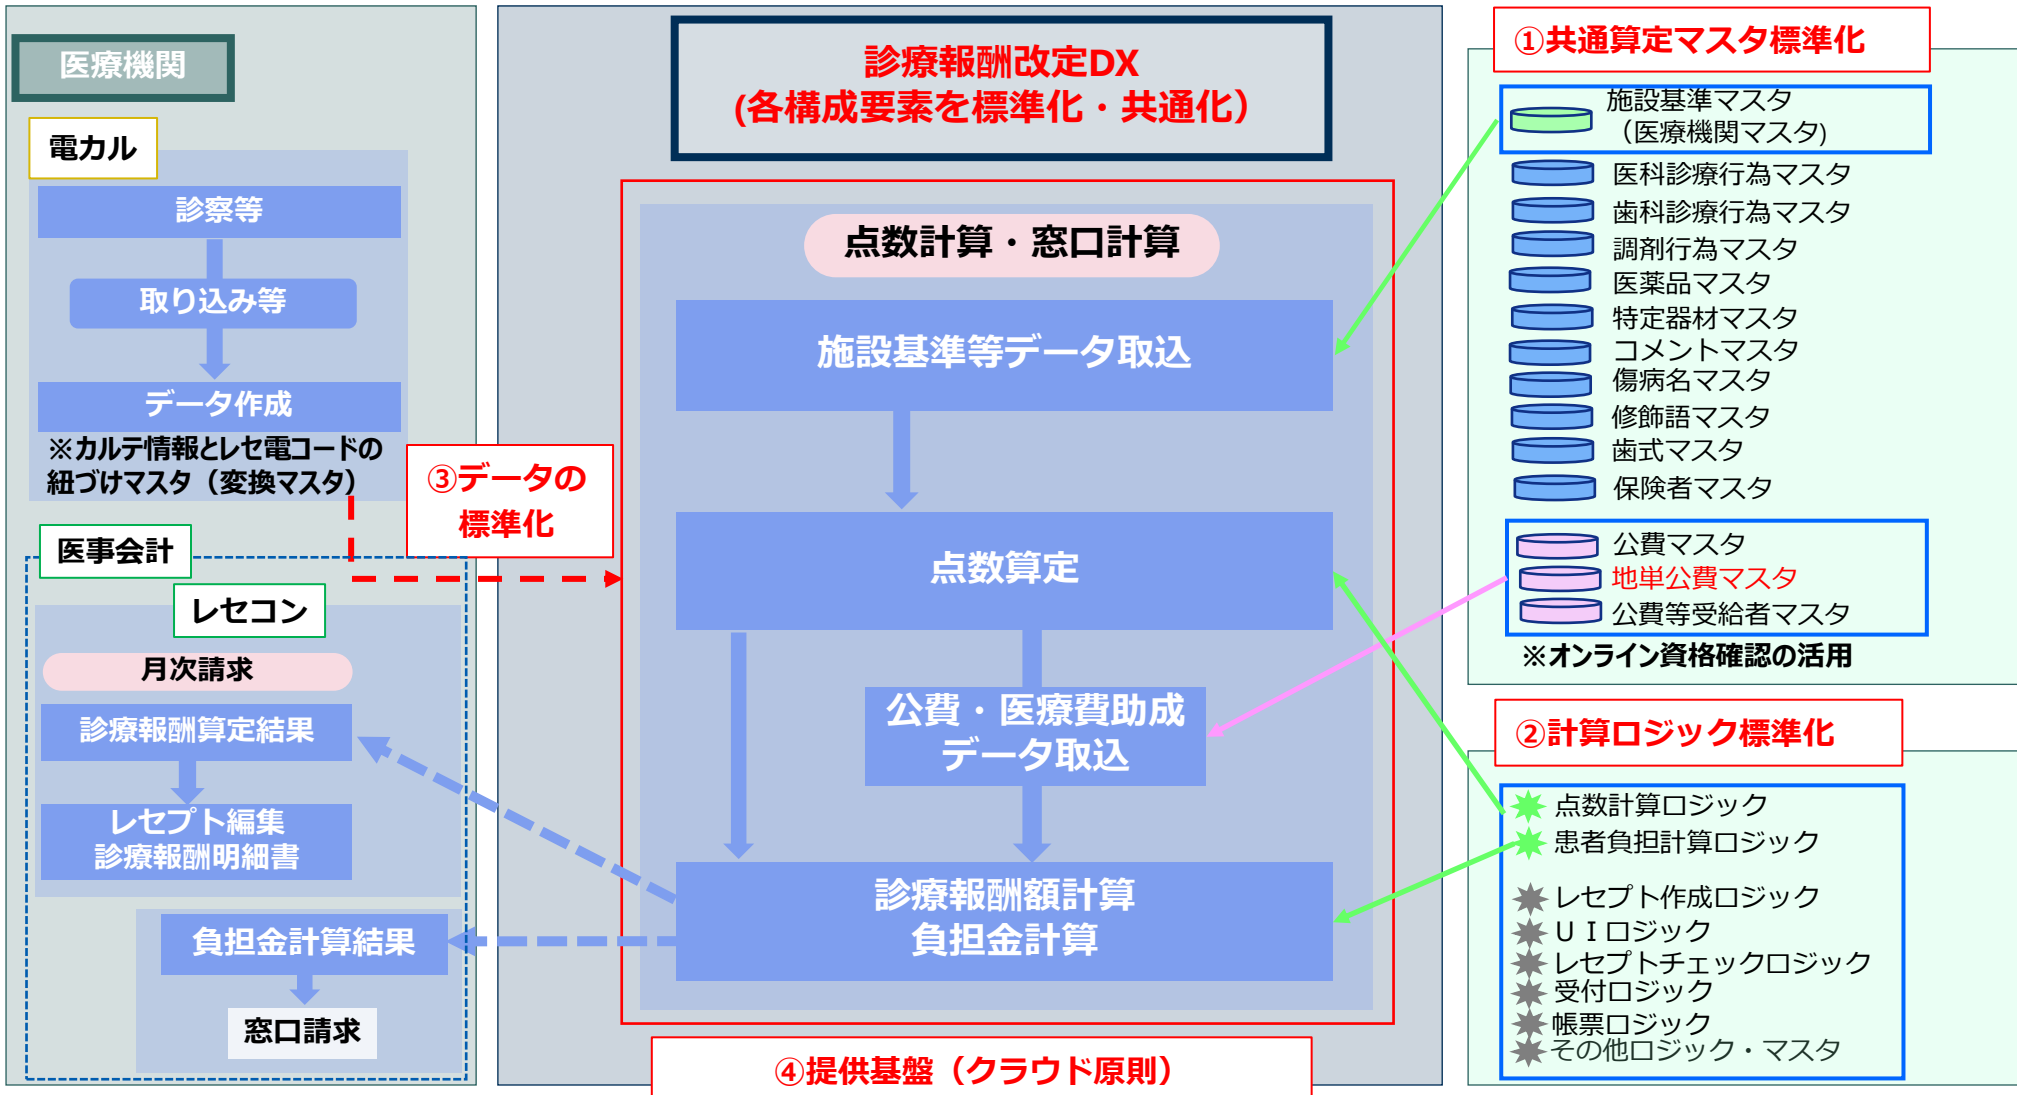 医療機関
電カル
診察等
取り込み等
データ作成
※カルテ情報とレセ電コードの
紐づけマスタ（変換マスタ）
③データの
標準化
医事会計
レセコン
月次請求
診療報酬算定結果
レセプト編集
診療報酬明細書
負担金計算結果
窓口請求
診療報酬改定DX
(各構成要素を標準化・共通化）
点数計算・窓口計算
施設基準等データ取込
点数算定
公費・医療費助成
データ取込
診療報酬額計算
負担金計算
④提供基盤（クラウド原則）
①共通算定マスタ標準化
施設基準マスタ
（医療機関マスタ)
医科診療行為マスタ
歯科診療行為マスタ
調剤行為マスタ
医薬品マスタ
特定器材マスタ
コメントマスタ
傷病名マスタ
修飾語マスタ
歯式マスタ
保険者マスタ
公費マスタ
地単公費マスタ
公費等受給者マスタ
※オンライン資格確認の活用
②計算ロジック標準化
点数計算ロジック
患者負担計算ロジック
レセプト作成ロジック
ＵＩロジック
レセプトチェックロジック
受付ロジック
帳票ロジック
その他ロジック・マスタ